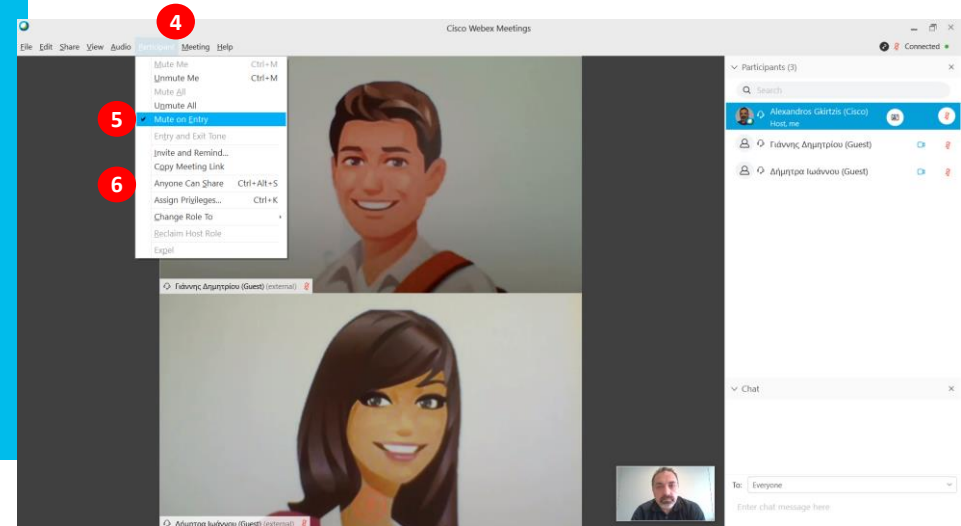 4
Cisco Webex Meetings
File Edit Share View Audio Participant Meeting Help
Connected
Mute Me Ctrl+M
Unmute Me Ctrl+M
Mute All
Unmute All
5
Mute on Entry
Entry and Exit Tone
Invite and Remind...
Copy Meeting Link
6
Anyone Can Share Ctrl+Alt+S
Assign Privileges... Ctrl+K
Change Role To
Reclaim Host Role
Expel
Γιάννης Δημητρίου (Guest) (external)
Δήμητρα Ιωάννου (Guest) (external)
Participants (3)
Search
Alexandros Gkirtzis (Cisco)
Host, me
Γιάννης Δημητρίου (Guest)
Δήμητρα Ιωάννου (Guest)
Chat
To: Everyone
Enter chat message here